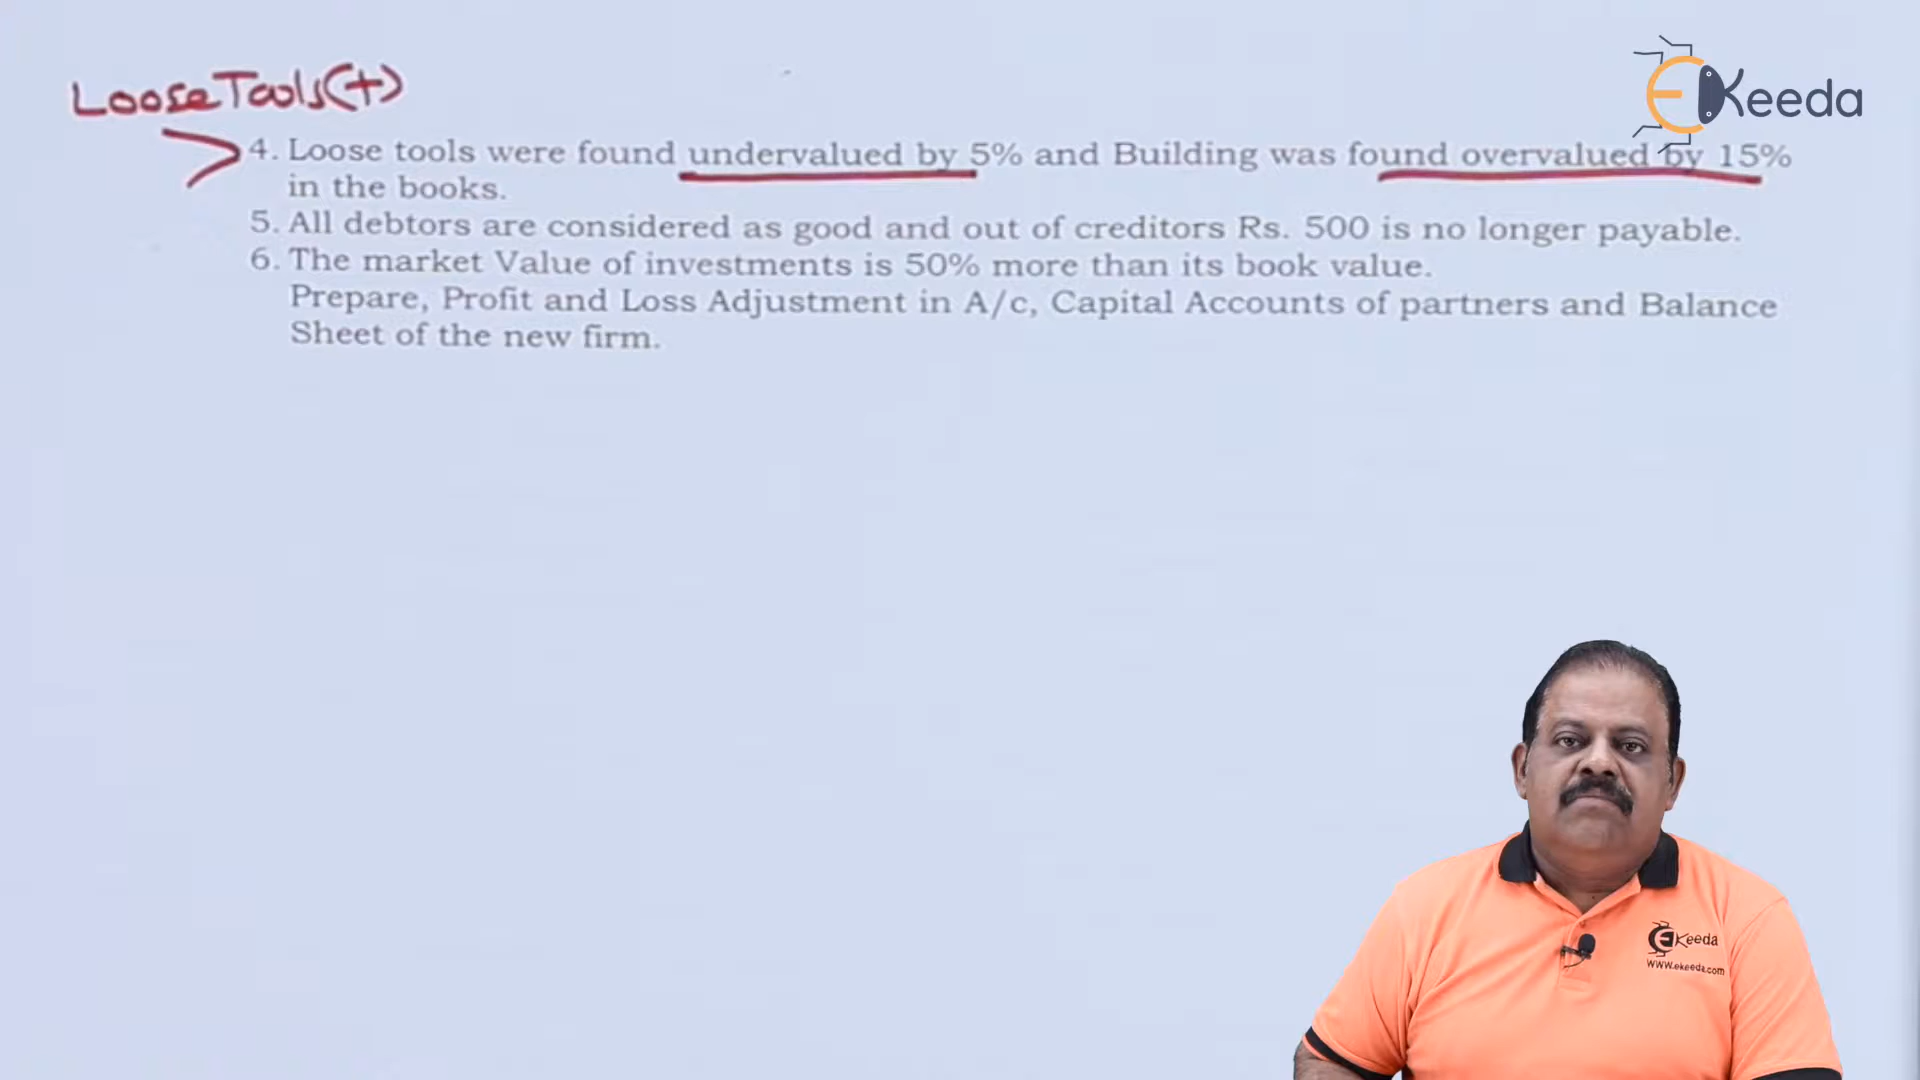 Loose Tools(+)
EKeeda
4. Loose tools were found undervalued by 5% and Building was found overvalued by 15%
in the books.
5. All debtors are considered as good and out of creditors Rs. 500 is no longer payable.
6. The market Value of investments is 50% more than its book value.
Prepare, Profit and Loss Adjustment in A/c, Capital Accounts of partners and Balance
Sheet of the new firm.
EKeeda
www.ekeeda.com